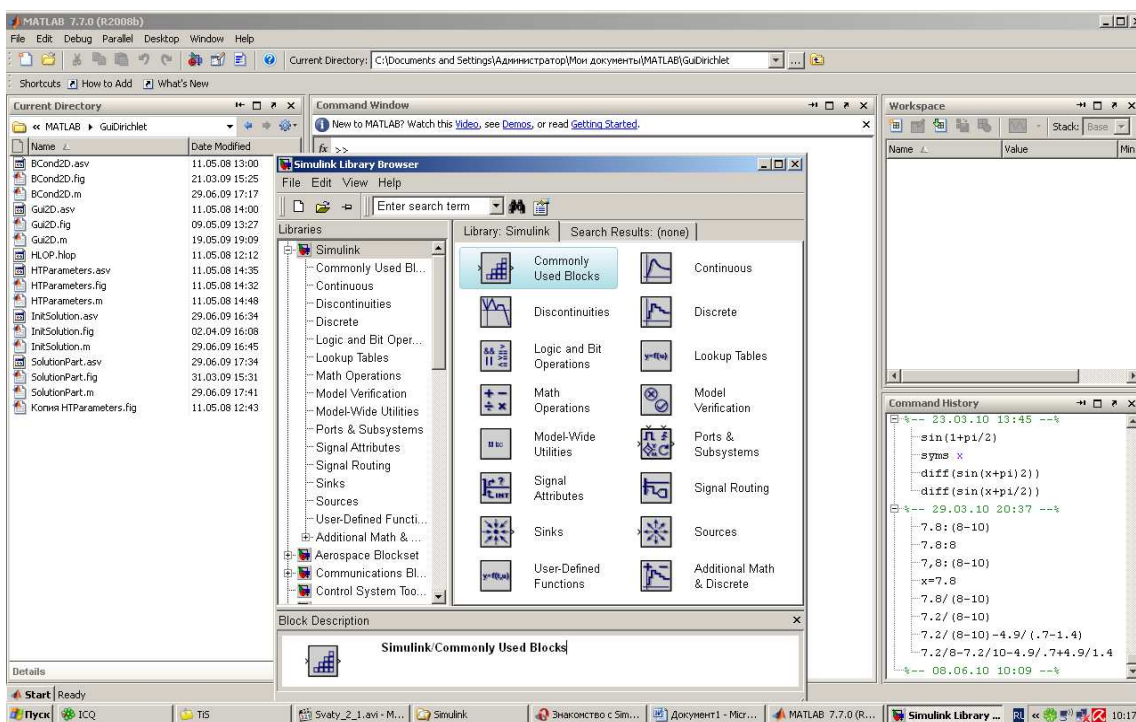 MATLAB 7.7.0 (R2008b)
File Edit Debug Parallel Desktop Window Help
Current Directory: C:\Documents and Settings\Администратор\Мои документы\MATLAB\GuiDirichlet
Shortcuts How to Add What's New
Current Directory
« MATLAB ▸ GuiDirichlet
Name Date Modified
BCond2D.asv 11.05.08 13:00
BCond2D.fig 21.03.09 15:25
BCond2D.m 29.06.09 17:17
Gui2D.asv 11.05.08 14:00
Gui2D.fig 09.05.09 13:27
Gui2D.m 19.05.09 19:09
HLOP.hlop 11.05.08 12:12
HTParameters.asv 11.05.08 14:35
HTParameters.fig 11.05.08 14:32
HTParameters.m 11.05.08 14:48
InitSolution.asv 29.06.09 16:34
InitSolution.fig 02.04.09 16:08
InitSolution.m 29.06.09 16:45
SolutionPart.asv 29.06.09 17:34
SolutionPart.fig 31.03.09 15:31
SolutionPart.m 29.06.09 17:41
Копия HTParameters.fig 11.05.08 12:43
Details
Command Window
New to MATLAB? Watch this Video, see Demos, or read Getting Started.
fx >>
Simulink Library Browser
File Edit View Help
Enter search term
Libraries
Simulink
Commonly Used Bl...
Continuous
Discontinuities
Discrete
Logic and Bit Oper...
Lookup Tables
Math Operations
Model Verification
Model-Wide Utilities
Ports & Subsystems
Signal Attributes
Signal Routing
Sinks
Sources
User-Defined Functi...
Additional Math & ...
Aerospace Blockset
Communications Bl...
Control System Too...
Library: Simulink Search Results: (none)
Commonly
Used Blocks
Continuous
Discontinuities
Discrete
Logic and Bit
Operations
y=f(u)
Lookup Tables
Math
Operations
Model
Verification
Model-Wide
Utilities
Ports &
Subsystems
Signal
Attributes
Signal Routing
Sinks
Sources
User-Defined
Functions
Additional Math
& Discrete
Block Description
Simulink/Commonly Used Blocks
Workspace
Stack: Base
Name Value Min
Command History
%-- 23.03.10 13:45 --%
sin(1+pi/2)
syms x
diff(sin(x+pi)2))
diff(sin(x+pi/2))
%-- 29.03.10 20:37 --%
7.8:(8-10)
7.8:8
7,8:(8-10)
x=7.8
7.8/(8-10)
7.2/(8-10)
7.2/(8-10)-4.9/(.7-1.4)
7.2/8-7.2/10-4.9/.7+4.9/1.4
%-- 08.06.10 10:09 --%
Start Ready
Пуск ICQ TiS Svaty_2_1.avi - M... Simulink Знакомство с Sim... Документ1 - Micr... MATLAB 7.7.0 (R... Simulink Library ... RL 10:17